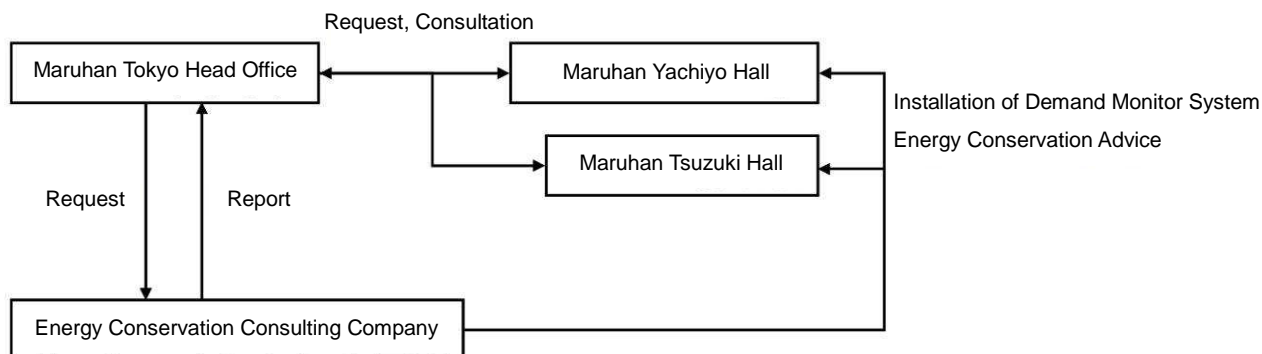 Request, Consultation
Maruhan Tokyo Head Office
Maruhan Yachiyo Hall
Installation of Demand Monitor System
Energy Conservation Advice
Maruhan Tsuzuki Hall
Request
Report
Energy Conservation Consulting Company